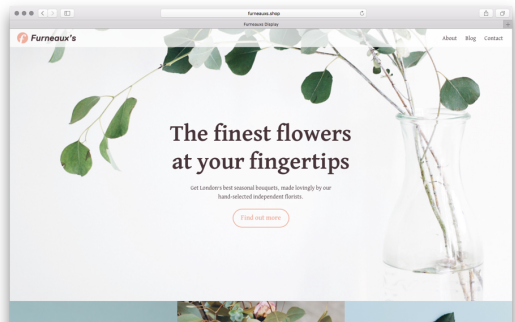 furneauxs.shop
Furneauxs Display
Furneaux's
About Blog Contact
The finest flowers
at your fingertips
Get London's best seasonal bouquets, made lovingly by our
hand-selected independent florists.
Find out more